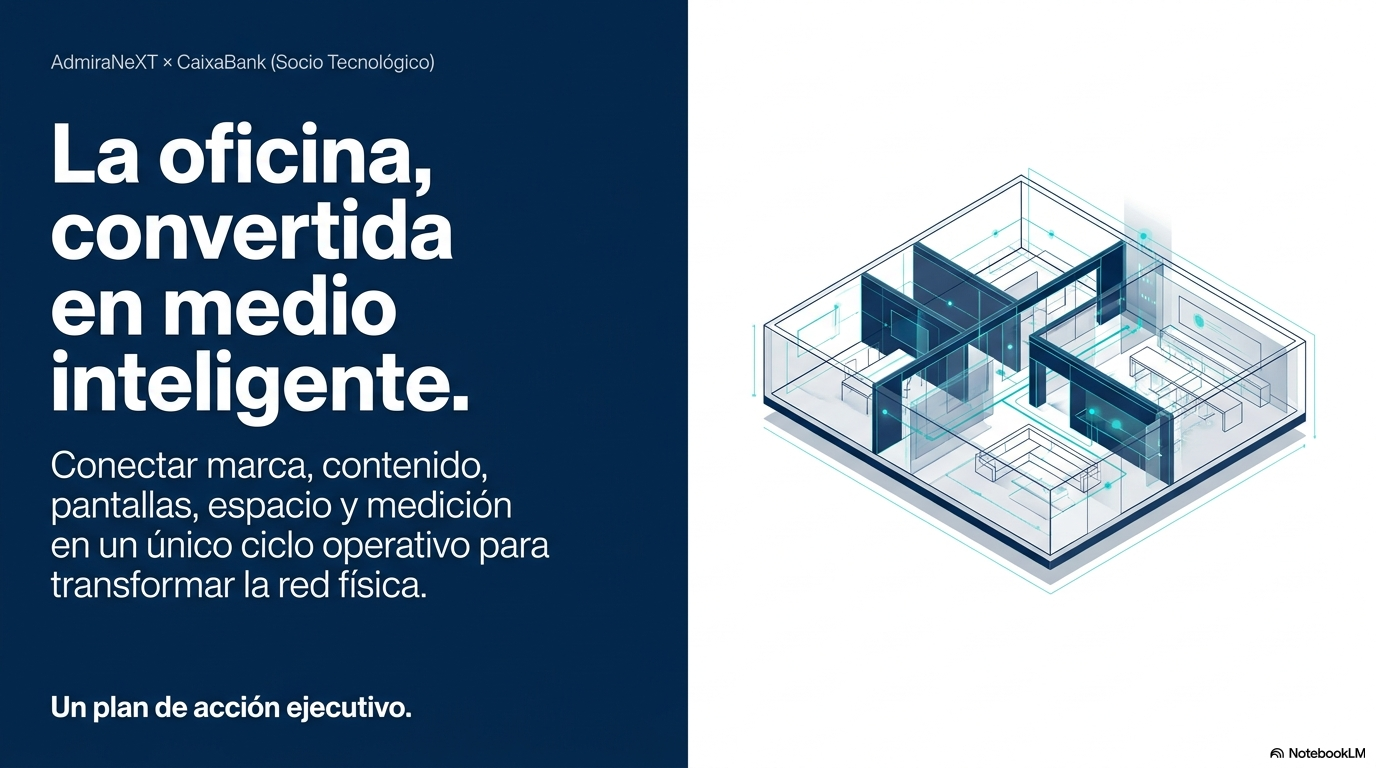 AdmiraNeXT × CaixaBank (Socio Tecnológico)
La oficina,
convertida
en medio
inteligente.
Conectar marca, contenido,
pantallas, espacio y medición
en un único ciclo operativo para
transformar la red física.
Un plan de acción ejecutivo.
NotebookLM